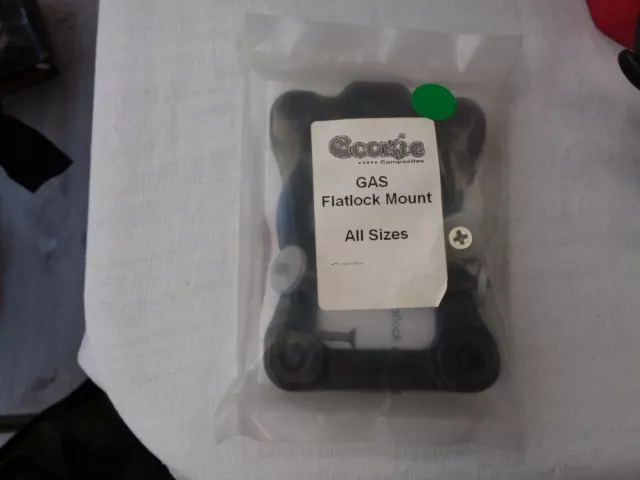 Cookie
Composites
GAS
Flatlock Mount
All Sizes